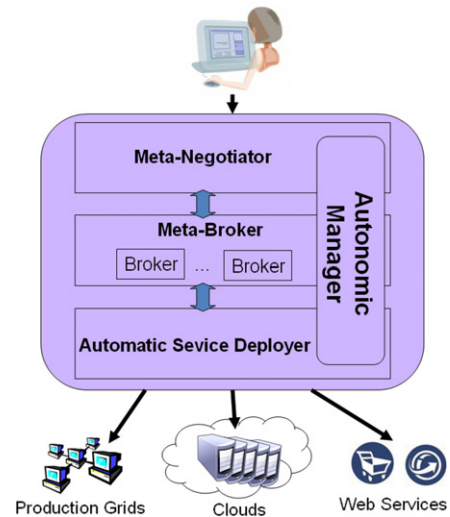 Meta-Negotiator
Autonomic
Manager
Meta-Broker
Broker ... Broker
Automatic Sevice Deployer
Production Grids
Clouds
Web Services